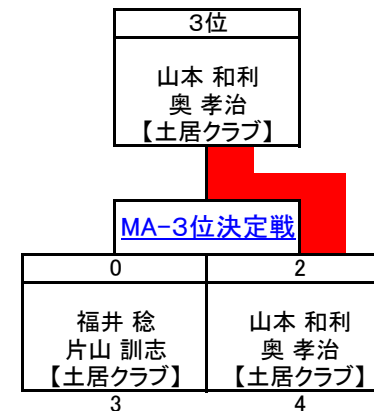 3位
山本 和利
奥 孝治
【土居クラブ】
MA-3位決定戦
0 2
福井 稔 山本 和利
片山 訓志 奥 孝治
【土居クラブ】 【土居クラブ】
3 4